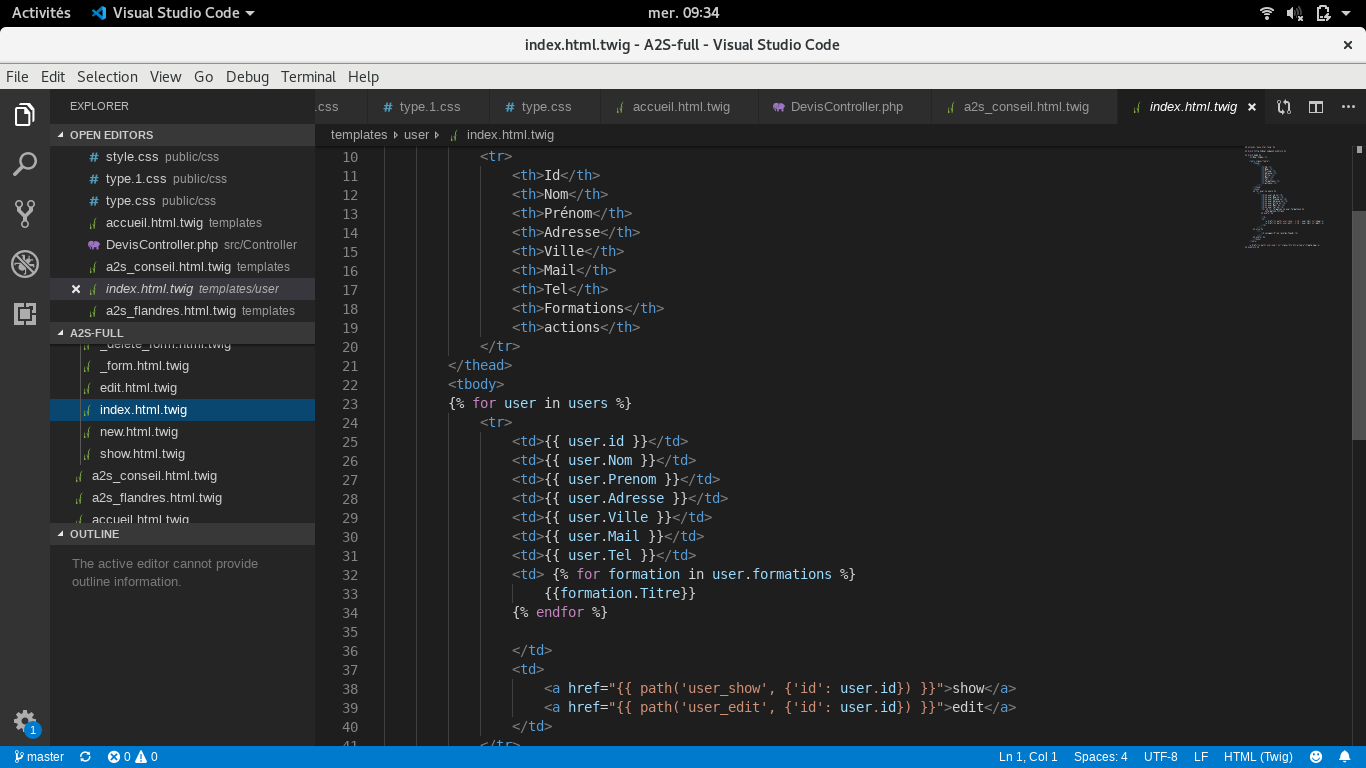 Activités Visual Studio Code mer. 09:34
index.html.twig - A2S-full - Visual Studio Code
File Edit Selection View Go Debug Terminal Help
EXPLORER
OPEN EDITORS
style.css public/css
type.1.css public/css
type.css public/css
accueil.html.twig templates
DevisController.php src/Controller
a2s_conseil.html.twig templates
index.html.twig templates/user
a2s_flandres.html.twig templates
A2S-FULL
_delete_form.html.twig
_form.html.twig
edit.html.twig
index.html.twig
new.html.twig
show.html.twig
a2s_conseil.html.twig
a2s_flandres.html.twig
accueil.html.twig
OUTLINE
The active editor cannot provide
outline information.
1
.css type.1.css type.css accueil.html.twig DevisController.php a2s_conseil.html.twig index.html.twig
templates user index.html.twig
10 <tr>
11 <th>Id</th>
12 <th>Nom</th>
13 <th>Prénom</th>
14 <th>Adresse</th>
15 <th>Ville</th>
16 <th>Mail</th>
17 <th>Tel</th>
18 <th>Formations</th>
19 <th>actions</th>
20 </tr>
21 </thead>
22 <tbody>
23 {% for user in users %}
24 <tr>
25 <td>{{ user.id }}</td>
26 <td>{{ user.Nom }}</td>
27 <td>{{ user.Prenom }}</td>
28 <td>{{ user.Adresse }}</td>
29 <td>{{ user.Ville }}</td>
30 <td>{{ user.Mail }}</td>
31 <td>{{ user.Tel }}</td>
32 <td> {% for formation in user.formations %}
33 {{formation.Titre}}
34 {% endfor %}
35
36 </td>
37 <td>
38 <a href="{{ path('user_show', {'id': user.id}) }}">show</a>
39 <a href="{{ path('user_edit', {'id': user.id}) }}">edit</a>
40 </td>
41 </tr>
master 0 0 Ln 1, Col 1 Spaces: 4 UTF-8 LF HTML (Twig)